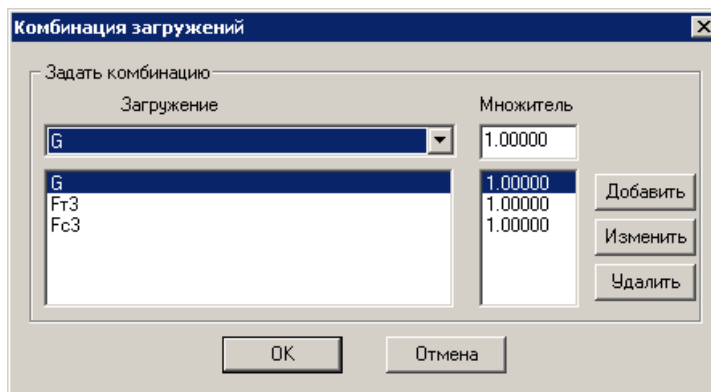 Комбинация загружений
Задать комбинацию
Загружение Множитель
G 1.00000
G 1.00000
Fт3 1.00000
Fс3 1.00000
Добавить
Изменить
Удалить
OK Отмена